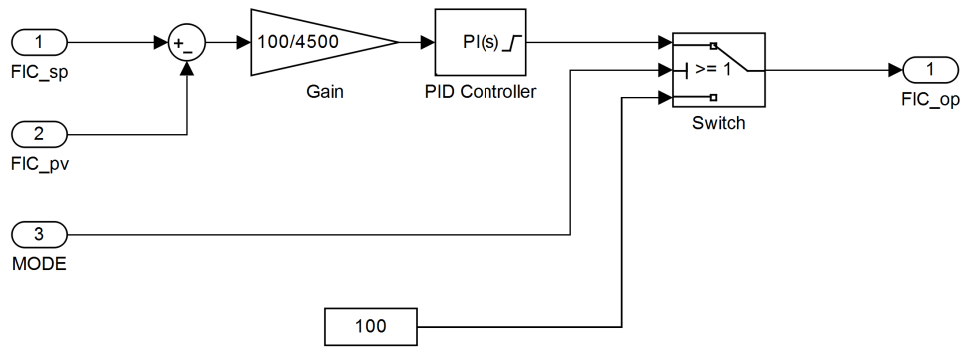 1
FIC_sp
+
-
100/4500
Gain
PI(s)
PID Controller
>= 1
Switch
1
FIC_op
2
FIC_pv
3
MODE
100